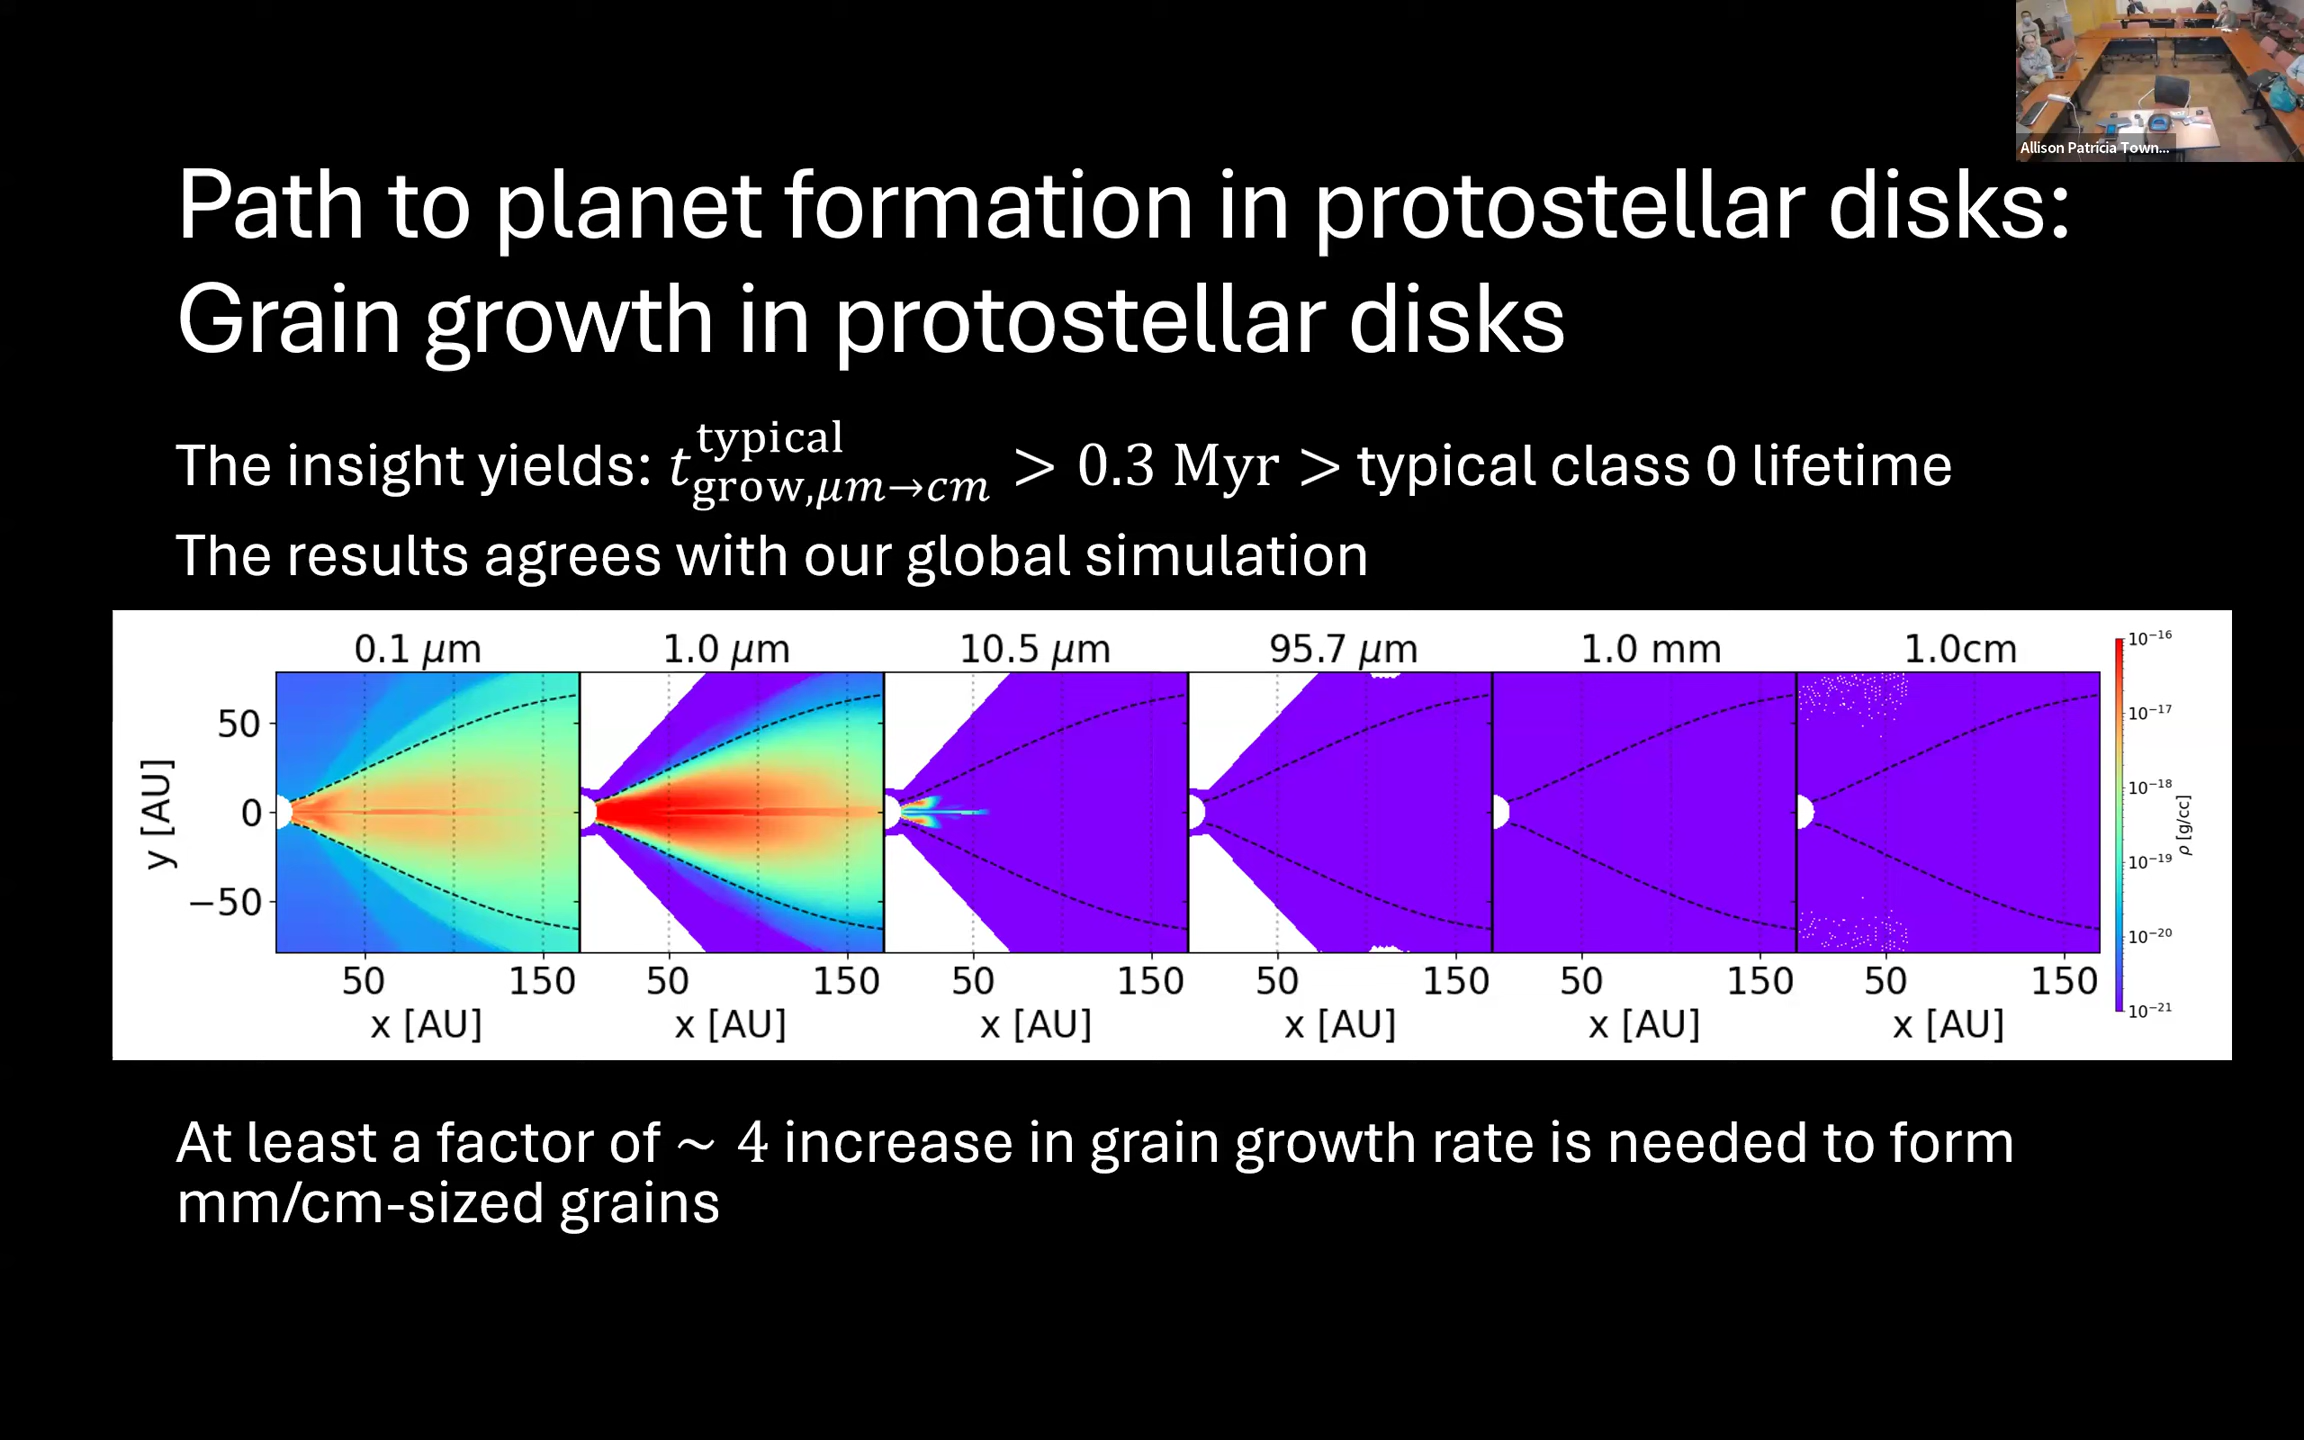 Allison Patricia Town...
Path to planet formation in protostellar disks:
Grain growth in protostellar disks
The insight yields: t_{grow,μm→cm}^{typical} > 0.3 Myr > typical class 0 lifetime
The results agrees with our global simulation
0.1 μm 1.0 μm 10.5 μm 95.7 μm 1.0 mm 1.0cm
y [AU]
50
0
−50
50 150 50 150 50 150 50 150 50 150 50 150
x [AU] x [AU] x [AU] x [AU] x [AU] x [AU]
10⁻¹⁶
10⁻¹⁷
10⁻¹⁸
10⁻¹⁹
10⁻²⁰
10⁻²¹
ρ [g/cc]
At least a factor of ~ 4 increase in grain growth rate is needed to form
mm/cm-sized grains